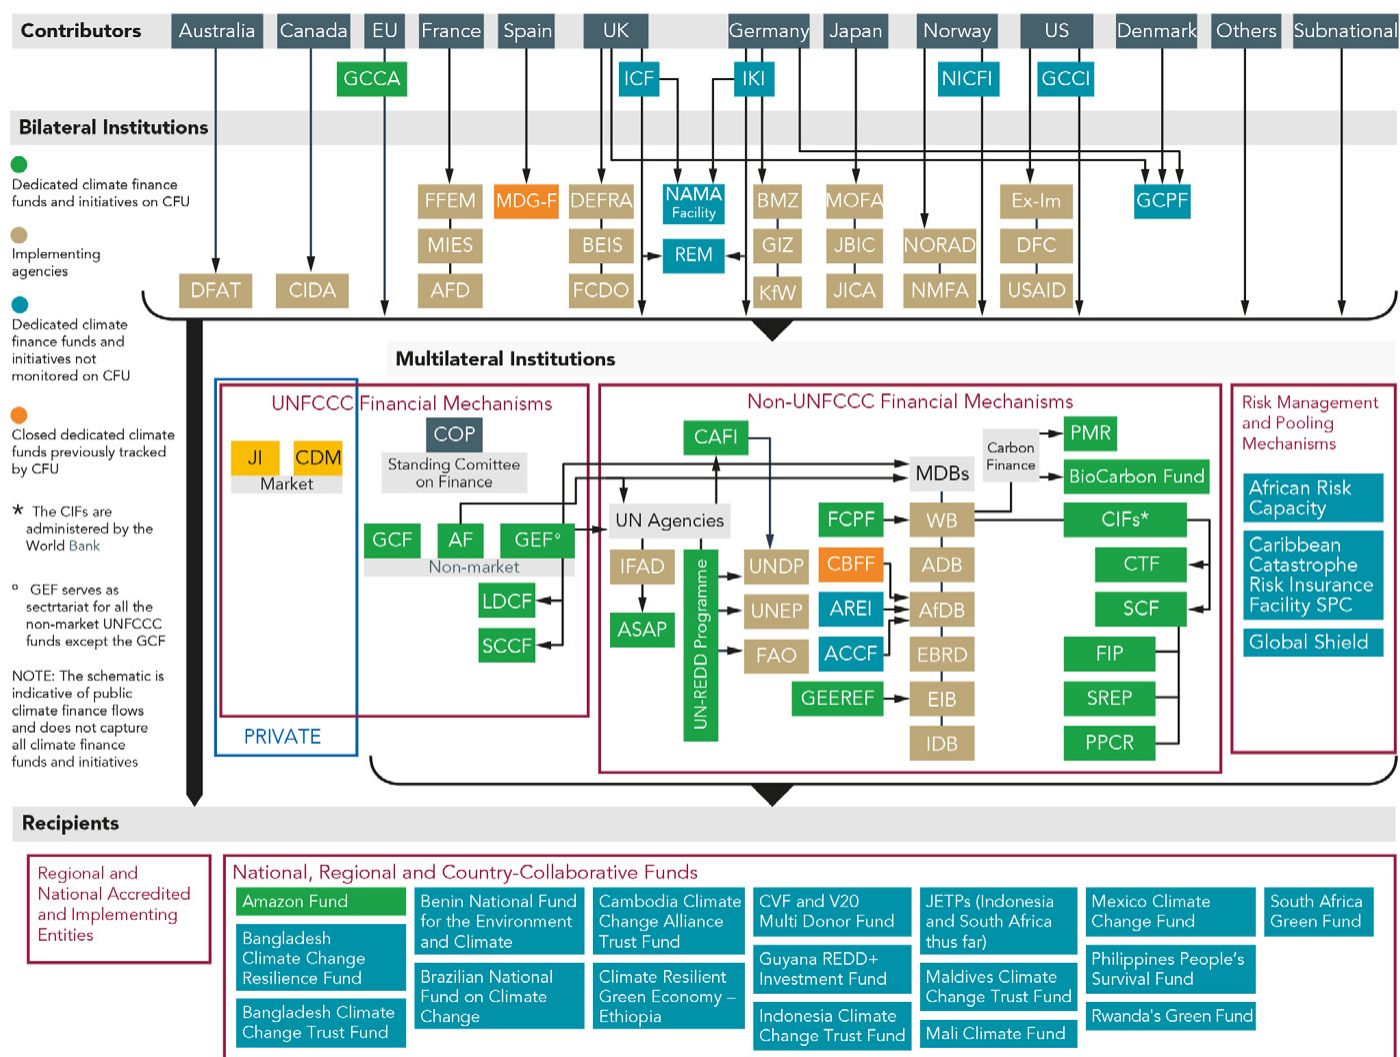 Contributors
Australia
Canada
EU
France
Spain
UK
Germany
Japan
Norway
US
Denmark
Others
Subnational
GCCA
ICF
IKI
NICFI
GCCI
Bilateral Institutions
Dedicated climate finance
funds and initiatives on CFU
Implementing
agencies
Dedicated climate
finance funds and
initiatives not
monitored on CFU
Closed dedicated climate
funds previously tracked
by CFU
* The CIFs are
administered by the
World Bank
° GEF serves as
sectrtariat for all the
non-market UNFCCC
funds except the GCF
NOTE: The schematic is
indicative of public
climate finance flows
and does not capture
all climate finance
funds and initiatives
FFEM
MDG-F
DEFRA
NAMA
Facility
BMZ
MOFA
Ex-Im
GCPF
MIES
BEIS
REM
GIZ
JBIC
NORAD
DFC
DFAT
CIDA
AFD
FCDO
KfW
JICA
NMFA
USAID
Multilateral Institutions
UNFCCC Financial Mechanisms
JI
CDM
Market
PRIVATE
COP
Standing Comittee
on Finance
GCF
AF
GEF°
Non-market
LDCF
SCCF
Non-UNFCCC Financial Mechanisms
CAFI
UN Agencies
IFAD
ASAP
UN-REDD Programme
UNDP
UNEP
FAO
FCPF
CBFF
AREI
ACCF
GEEREF
MDBs
WB
ADB
AfDB
EBRD
EIB
IDB
Carbon
Finance
PMR
BioCarbon Fund
CIFs*
CTF
SCF
FIP
SREP
PPCR
Risk Management
and Pooling
Mechanisms
African Risk
Capacity
Caribbean
Catastrophe
Risk Insurance
Facility SPC
Global Shield
Recipients
Regional and
National Accredited
and Implementing
Entities
National, Regional and Country-Collaborative Funds
Amazon Fund
Bangladesh
Climate Change
Resilience Fund
Bangladesh Climate
Change Trust Fund
Benin National Fund
for the Environment
and Climate
Brazilian National
Fund on Climate
Change
Cambodia Climate
Change Alliance
Trust Fund
Climate Resilient
Green Economy –
Ethiopia
CVF and V20
Multi Donor Fund
Guyana REDD+
Investment Fund
Indonesia Climate
Change Trust Fund
JETPs (Indonesia
and South Africa
thus far)
Maldives Climate
Change Trust Fund
Mali Climate Fund
Mexico Climate
Change Fund
Philippines People's
Survival Fund
Rwanda's Green Fund
South Africa
Green Fund